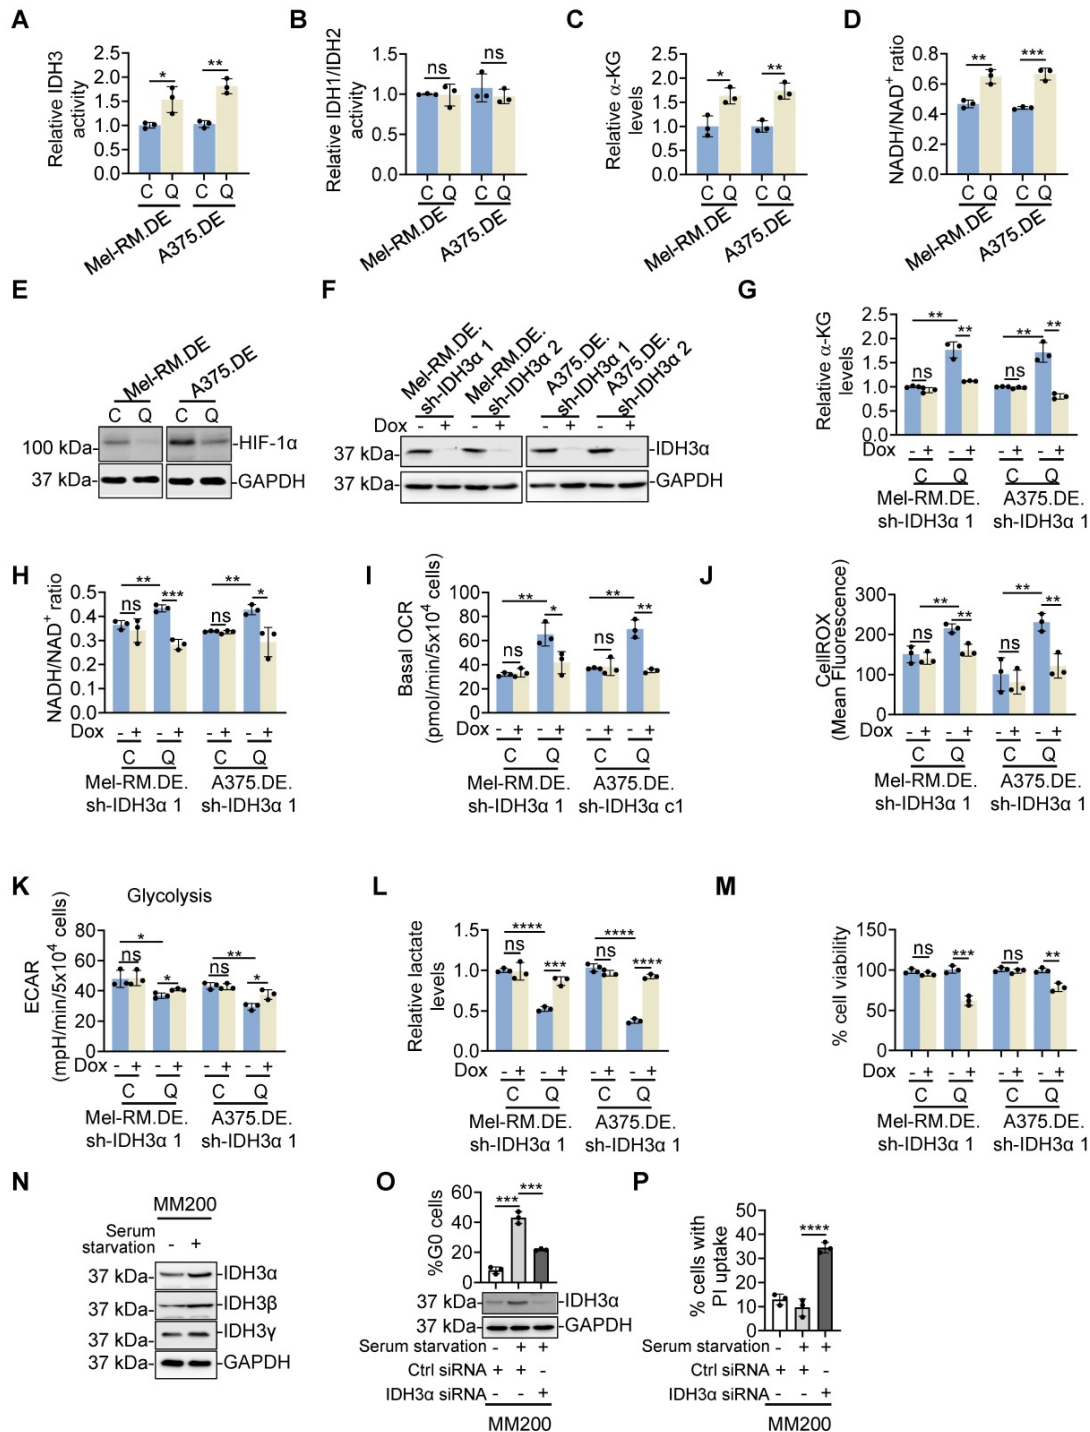 A
Relative IDH3
activity
2.5
2.0
1.5
1.0
0.5
0.0
*
**
C Q C Q
Mel-RM.DE
A375.DE
B
Relative IDH1/IDH2
activity
1.5
1.0
0.5
0.0
ns
ns
C Q C Q
Mel-RM.DE
A375.DE
C
Relative α-KG
levels
2.5
2.0
1.5
1.0
0.5
0.0
*
**
C Q C Q
Mel-RM.DE
A375.DE
D
NADH/NAD+ ratio
0.8
0.6
0.4
0.2
0.0
**
***
C Q C Q
Mel-RM.DE
A375.DE
E
Mel-RM.DE
A375.DE
C Q C Q
100 kDa-
-HIF-1α
37 kDa-
-GAPDH
F
Mel-RM.DE.
sh-IDH3α 1
Mel-RM.DE.
sh-IDH3α 2
A375.DE.
sh-IDH3α 1
A375.DE.
sh-IDH3α 2
Dox - + - + - + - +
37 kDa-
-IDH3α
37 kDa-
-GAPDH
G
Relative α-KG
levels
2.5
2.0
1.5
1.0
0.5
0.0
ns
**
**
ns
**
**
Dox - + - + - + - +
C Q C Q
Mel-RM.DE. A375.DE.
sh-IDH3α 1 sh-IDH3α 1
H
NADH/NAD+ ratio
0.5
0.4
0.3
0.2
0.1
0.0
ns
**
***
ns
**
*
Dox - + - + - + - +
C Q C Q
Mel-RM.DE. A375.DE.
sh-IDH3α 1 sh-IDH3α 1
I
Basal OCR
(pmol/min/5x10⁴ cells)
100
80
60
40
20
0
ns
**
*
ns
**
**
Dox - + - + - + - +
C Q C Q
Mel-RM.DE. A375.DE.
sh-IDH3α 1 sh-IDH3α c1
J
CellROX
(Mean Fluorescence)
300
200
100
0
ns
**
**
ns
**
**
Dox - + - + - + - +
C Q C Q
Mel-RM.DE. A375.DE.
sh-IDH3α 1 sh-IDH3α 1
K
Glycolysis
ECAR
(mpH/min/5x10⁴ cells)
80
60
40
20
0
ns
*
*
ns
**
*
Dox - + - + - + - +
C Q C Q
Mel-RM.DE. A375.DE.
sh-IDH3α 1 sh-IDH3α 1
L
Relative lactate
levels
1.5
1.0
0.5
0.0
ns
****
***
ns
****
****
Dox - + - + - + - +
C Q C Q
Mel-RM.DE. A375.DE.
sh-IDH3α 1 sh-IDH3α 1
M
% cell viability
150
100
50
0
ns
***
ns
**
Dox - + - + - + - +
C Q C Q
Mel-RM.DE. A375.DE.
sh-IDH3α 1 sh-IDH3α 1
N
MM200
Serum
starvation - +
37 kDa-
-IDH3α
37 kDa-
-IDH3β
37 kDa-
-IDH3γ
37 kDa-
-GAPDH
O
%G0 cells
60
40
20
0
***
***
37 kDa-
-IDH3α
37 kDa-
-GAPDH
Serum starvation - + +
Ctrl siRNA + + -
IDH3α siRNA - - +
MM200
P
% cells with
PI uptake
50
40
30
20
10
0
****
Serum starvation - + +
Ctrl siRNA + + -
IDH3α siRNA - - +
MM200